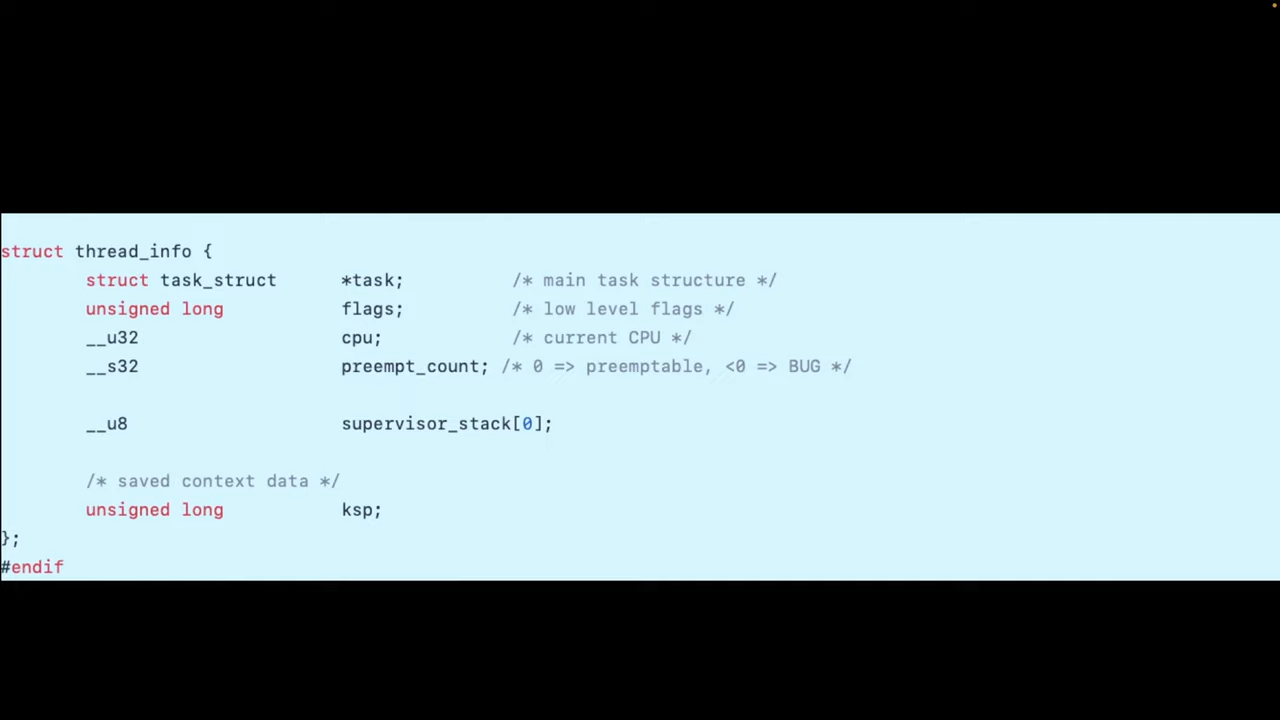 struct thread_info {
struct task_struct *task; /* main task structure */
unsigned long flags; /* low level flags */
__u32 cpu; /* current CPU */
__s32 preempt_count; /* 0 => preemptable, <0 => BUG */
__u8 supervisor_stack[0];
/* saved context data */
unsigned long ksp;
};
#endif